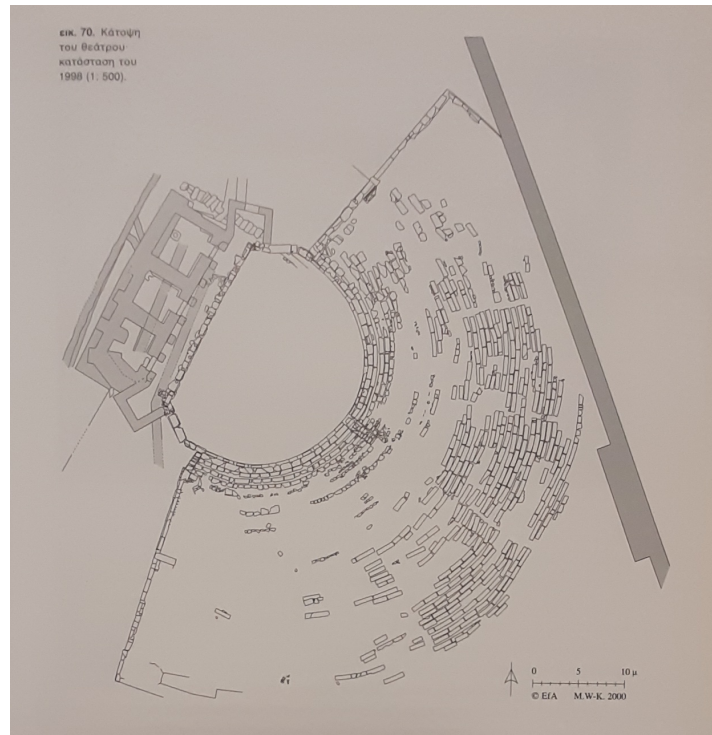 εικ. 70. Κάτοψη
του θεάτρου·
κατάσταση του
1998 (1: 500).
0 5 10 μ
© EfA M.W-K. 2000